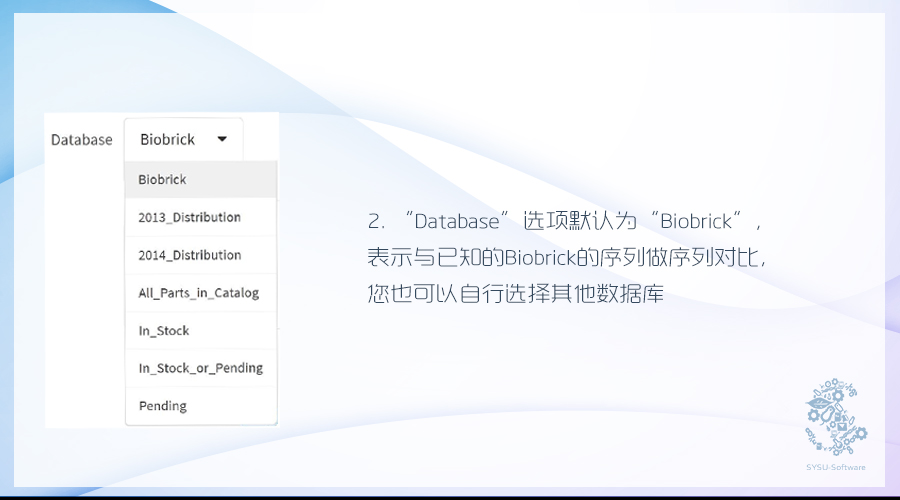 Database
Biobrick
Biobrick
2013_Distribution
2014_Distribution
All_Parts_in_Catalog
In_Stock
In_Stock_or_Pending
Pending
2. “Database”选项默认为“Biobrick”,
表示与已知的Biobrick的序列做序列对比,
您也可以自行选择其他数据库
SYSU-Software